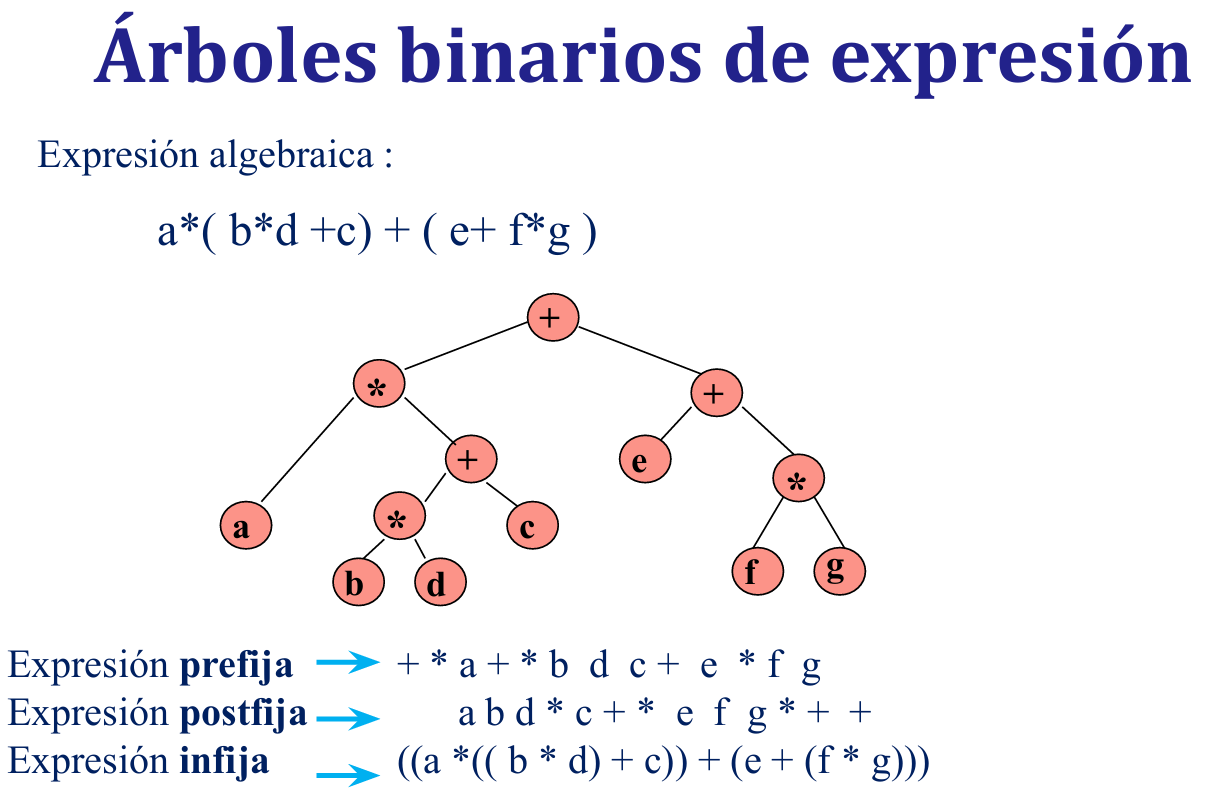 Árboles binarios de expresión
Expresión algebraica :
a*( b*d +c) + ( e+ f*g )
+
*
+
+
e
*
a
*
c
b
d
f
g
Expresión prefija + * a + * b d c + e * f g
Expresión postfija a b d * c + * e f g * + +
Expresión infija ((a *(( b * d) + c)) + (e + (f * g)))